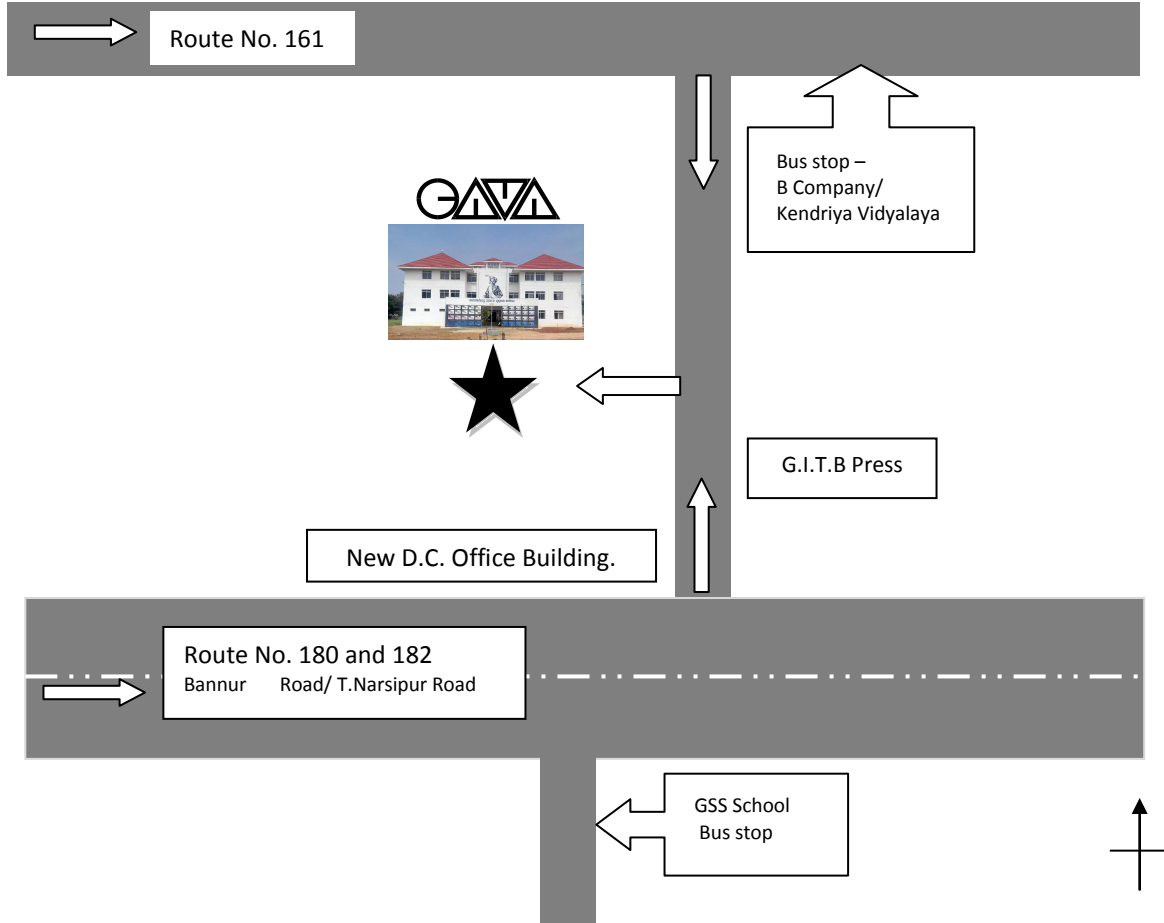 Route No. 161
Bus stop –
B Company/
Kendriya Vidyalaya
G.I.T.B Press
New D.C. Office Building.
Route No. 180 and 182
Bannur Road/ T.Narsipur Road
GSS School
Bus stop